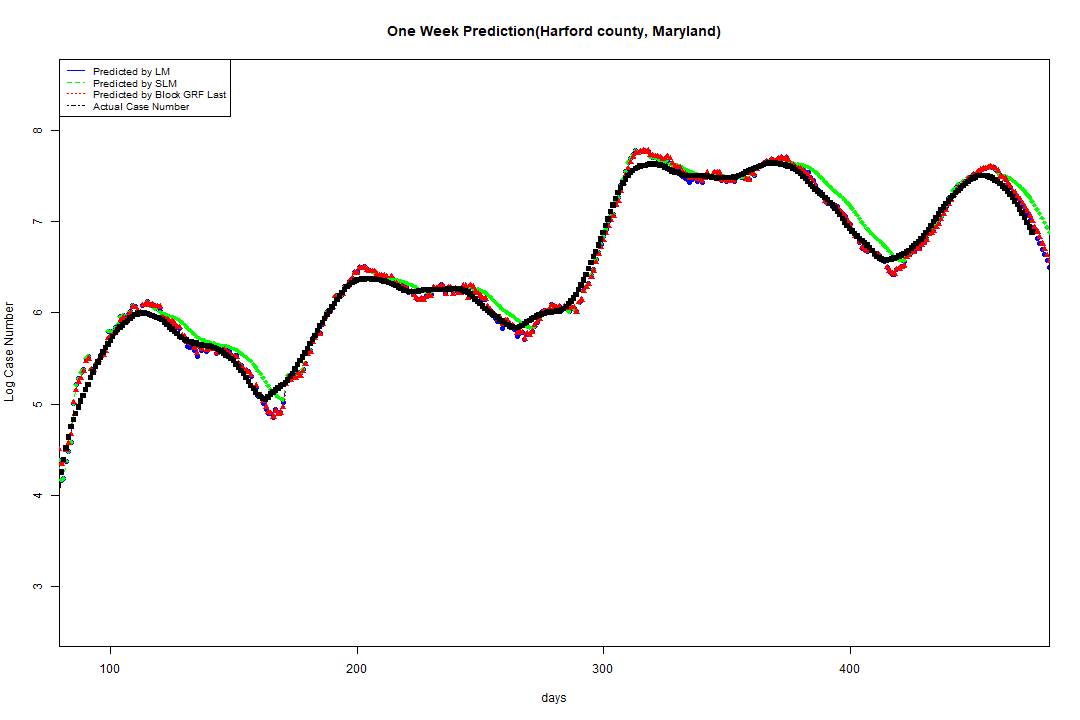 One Week Prediction(Harford county, Maryland)
Predicted by LM
Predicted by SLM
Predicted by Block GRF Last
Actual Case Number
8
7
6
5
4
3
Log Case Number
100 200 300 400
days